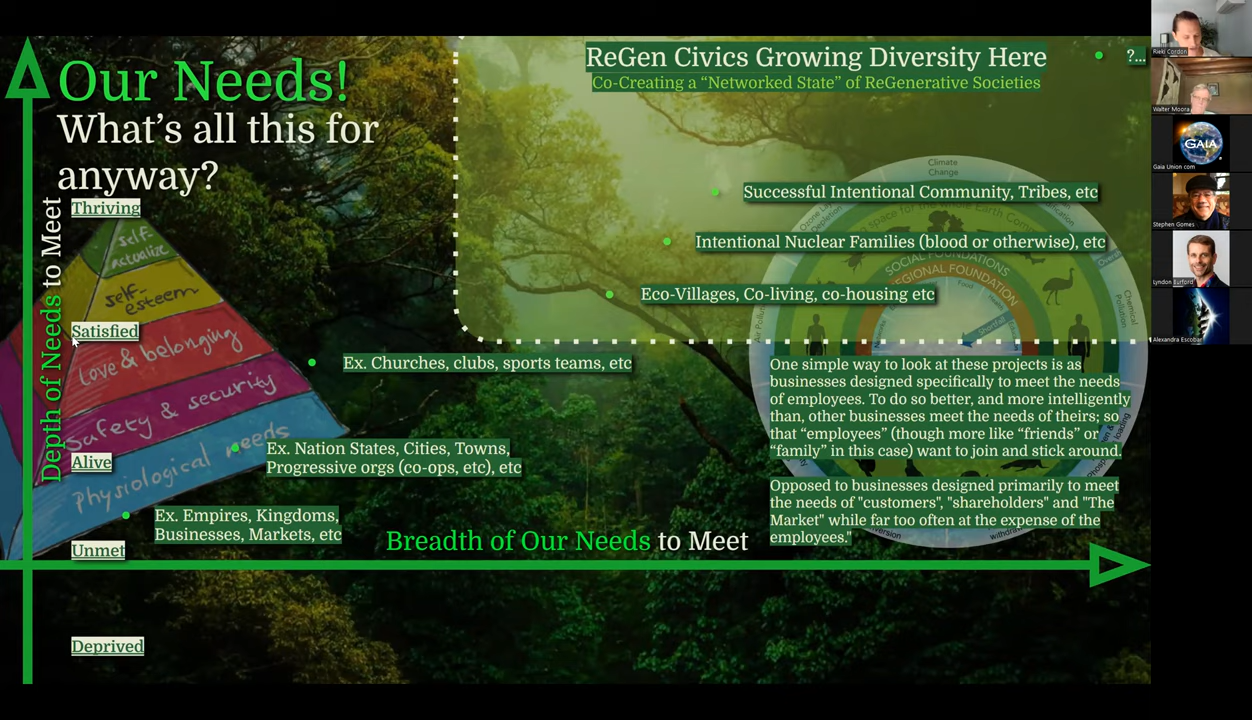 Our Needs!
What's all this for
anyway?
ReGen Civics Growing Diversity Here
Co-Creating a “Networked State” of ReGenerative Societies
?...
Depth of Needs to Meet
Thriving
Satisfied
Alive
Unmet
Deprived
self-
actualize
self-
esteem
Love & belonging
Safety & security
physiological needs
Climate
Change
Successful Intentional Community, Tribes, etc
Intentional Nuclear Families (blood or otherwise), etc
SOCIAL FOUNDATIONS
REGIONAL FOUNDATION
Food
Shortfall
Chemical
Pollution
Eco-Villages, Co-living, co-housing etc
Ex. Churches, clubs, sports teams, etc
Ex. Nation States, Cities, Towns,
Progressive orgs (co-ops, etc), etc
Ex. Empires, Kingdoms,
Businesses, Markets, etc
One simple way to look at these projects is as
businesses designed specifically to meet the needs
of employees. To do so better, and more intelligently
than, other businesses meet the needs of theirs; so
that “employees” (though more like “friends” or
“family” in this case) want to join and stick around.
Opposed to businesses designed primarily to meet
the needs of "customers", "shareholders" and "The
Market" while far too often at the expense of the
employees."
Breadth of Our Needs to Meet
Rieki Cordon
Walter Moora
GAIA
Gaia Union com
Stephen Gomes
Lyndon Eurford
Alexandra Escobar